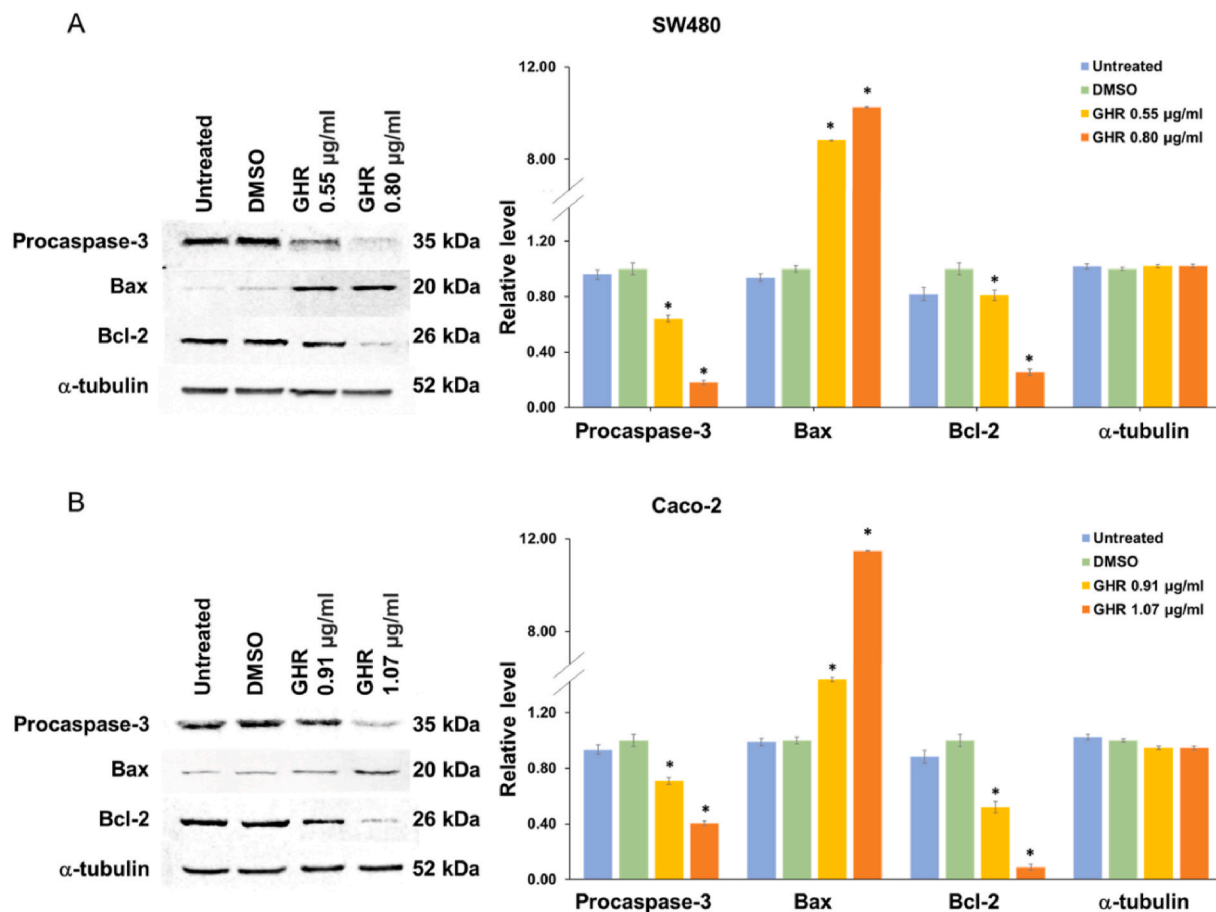 A
SW480
Untreated
DMSO
GHR
0.55 µg/ml
GHR
0.80 µg/ml
Procaspase-3
35 kDa
Bax
20 kDa
Bcl-2
26 kDa
α-tubulin
52 kDa
Relative level
12.00
8.00
1.20
0.80
0.40
0.00
* * * * * *
Procaspase-3 Bax Bcl-2 α-tubulin
Untreated
DMSO
GHR 0.55 µg/ml
GHR 0.80 µg/ml
B
Caco-2
Untreated
DMSO
GHR
0.91 µg/ml
GHR
1.07 µg/ml
Procaspase-3
35 kDa
Bax
20 kDa
Bcl-2
26 kDa
α-tubulin
52 kDa
Relative level
12.00
8.00
1.20
0.80
0.40
0.00
* * * * * *
Procaspase-3 Bax Bcl-2 α-tubulin
Untreated
DMSO
GHR 0.91 µg/ml
GHR 1.07 µg/ml